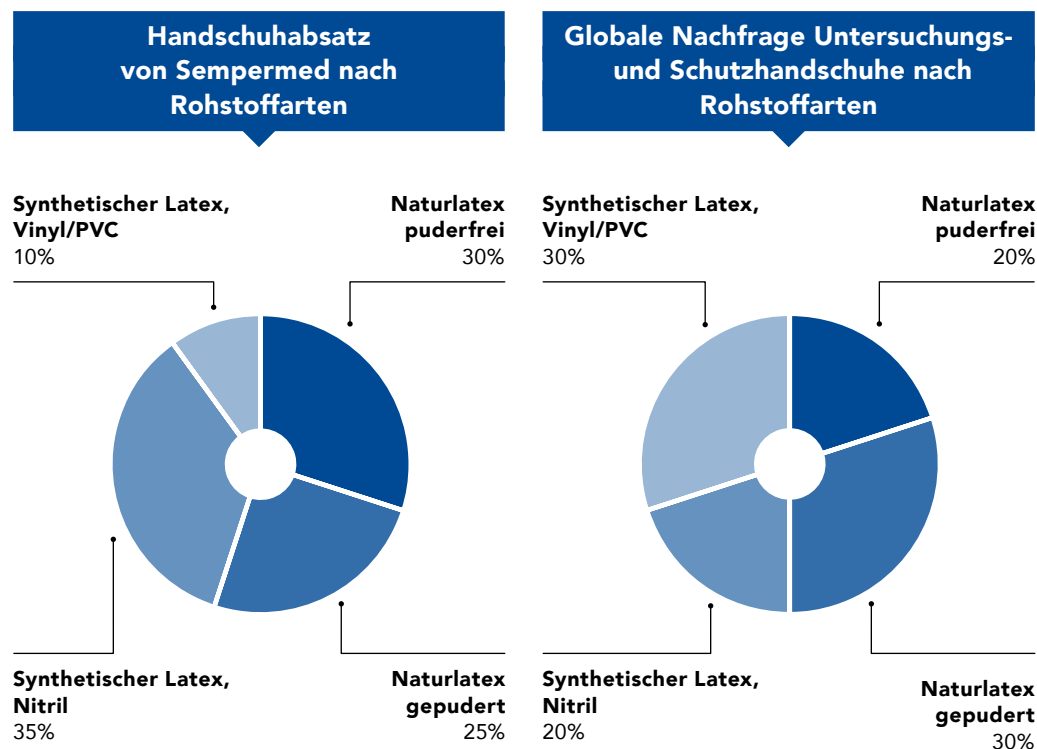 Handschuhabsatz
von Sempermed nach
Rohstoffarten
Synthetischer Latex,
Vinyl/PVC
10%
Naturlatex
puderfrei
30%
Synthetischer Latex,
Nitril
35%
Naturlatex
gepudert
25%
Globale Nachfrage Untersuchungs-
und Schutzhandschuhe nach
Rohstoffarten
Synthetischer Latex,
Vinyl/PVC
30%
Naturlatex
puderfrei
20%
Synthetischer Latex,
Nitril
20%
Naturlatex
gepudert
30%